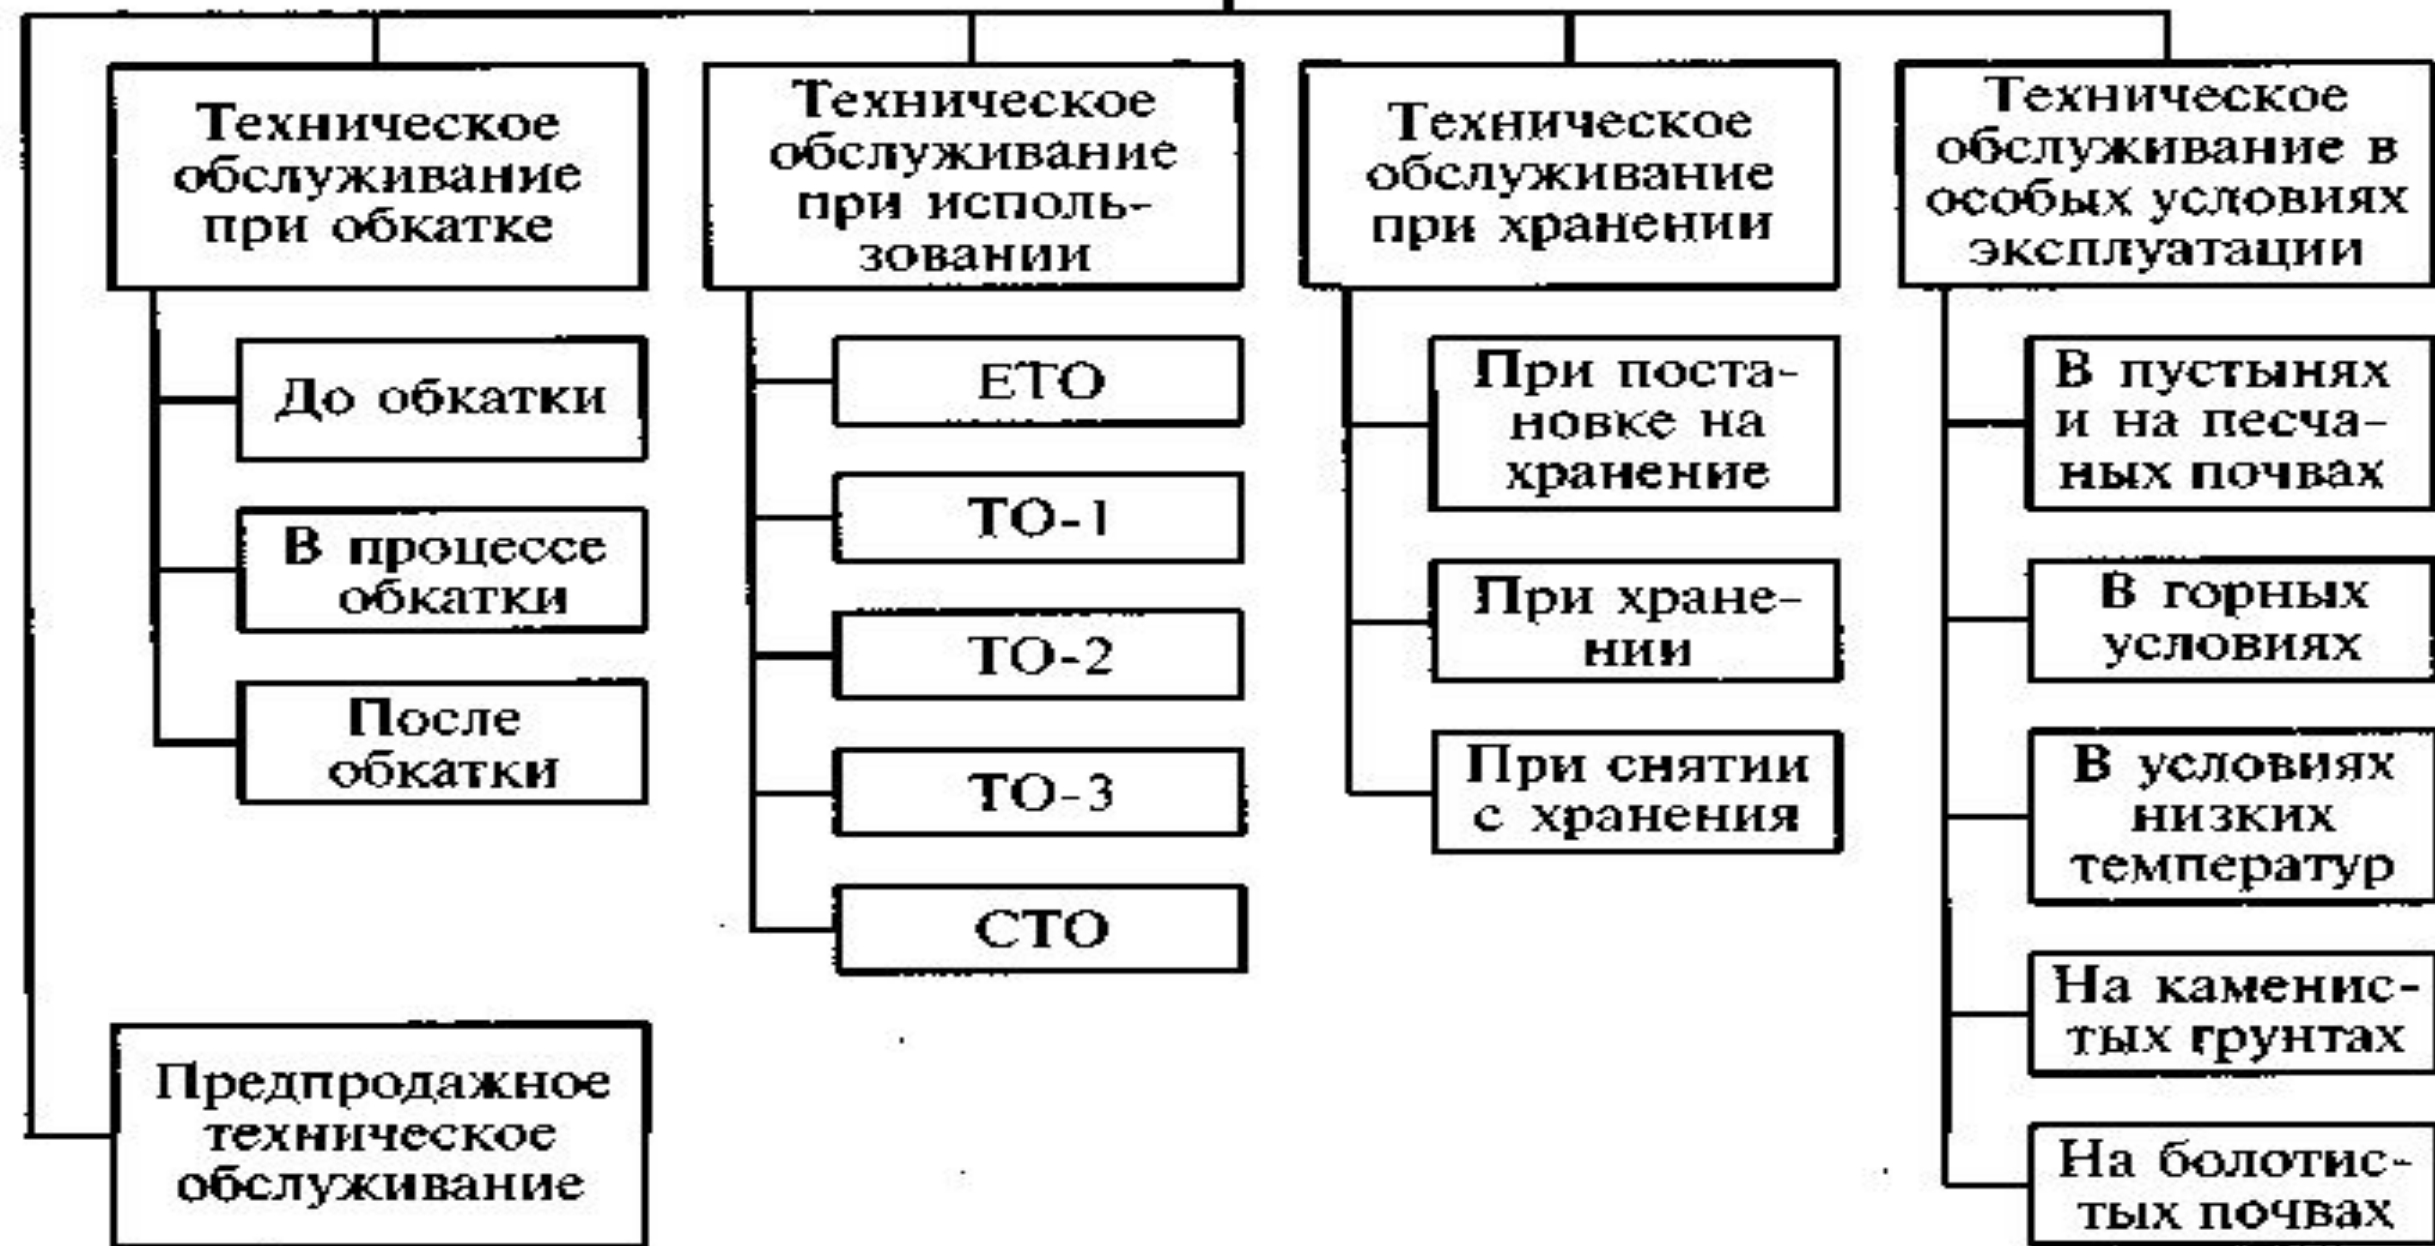 Техническое
обслуживание
при обкатке
До обкатки
В процессе
обкатки
После
обкатки
Предпродажное
техническое
обслуживание
Техническое
обслуживание
при исполь-
зовании
ЕТО
ТО-1
ТО-2
ТО-3
СТО
Техническое
обслуживание
при хранении
При поста-
новке на
хранение
При хране-
нии
При снятии
с хранения
Техническое
обслуживание в
особых условиях
эксплуатации
В пустынях
и на песча-
ных почвах
В горных
условиях
В условиях
низких
температур
На каменис-
тых грунтах
На болотис-
тых почвах